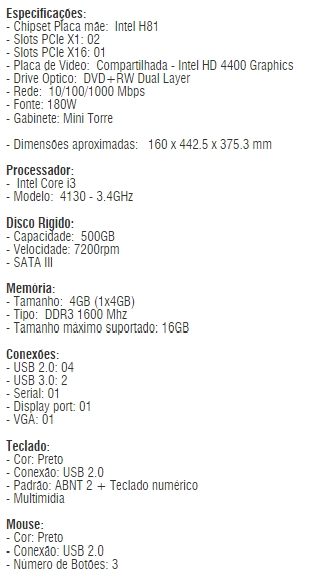 Especificações:
- Chipset Placa mãe: Intel H81
- Slots PCIe X1: 02
- Slots PCIe X16: 01
- Placa de Vídeo: Compartilhada - Intel HD 4400 Graphics
- Drive Optico: DVD+RW Dual Layer
- Rede: 10/100/1000 Mbps
- Fonte: 180W
- Gabinete: Mini Torre
- Dimensões aproximadas: 160 x 442.5 x 375.3 mm
Processador:
- Intel Core i3
- Modelo: 4130 - 3.4GHz
Disco Rígido:
- Capacidade: 500GB
- Velocidade: 7200rpm
- SATA III
Memória:
- Tamanho: 4GB (1x4GB)
- Tipo: DDR3 1600 Mhz
- Tamanho máximo suportado: 16GB
Conexões:
- USB 2.0: 04
- USB 3.0: 2
- Serial: 01
- Display port: 01
- VGA: 01
Teclado:
- Cor: Preto
- Conexão: USB 2.0
- Padrão: ABNT 2 + Teclado numérico
- Multimídia
Mouse:
- Cor: Preto
- Conexão: USB 2.0
- Número de Botões: 3